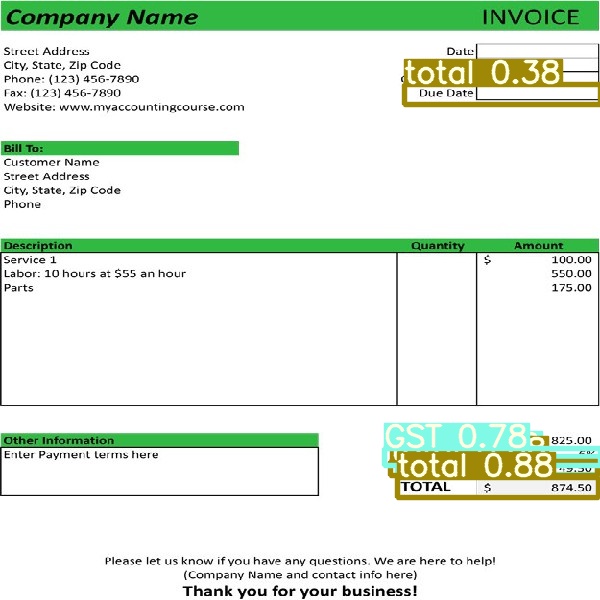 Company Name INVOICE
Street Address Date
City, State, Zip Code
Phone: (123) 456-7890 total 0.38
Fax: (123) 456-7890 Due Date
Website: www.myaccountingcourse.com
Bill To:
Customer Name
Street Address
City, State, Zip Code
Phone
Description Quantity Amount
Service 1 $ 100.00
Labor: 10 hours at $55 an hour 550.00
Parts 175.00
GST 0.78
Other Information 825.00
Enter Payment terms here
total 0.88 49.50
TOTAL $ 874.50
Please let us know if you have any questions. We are here to help!
(Company Name and contact info here)
Thank you for your business!